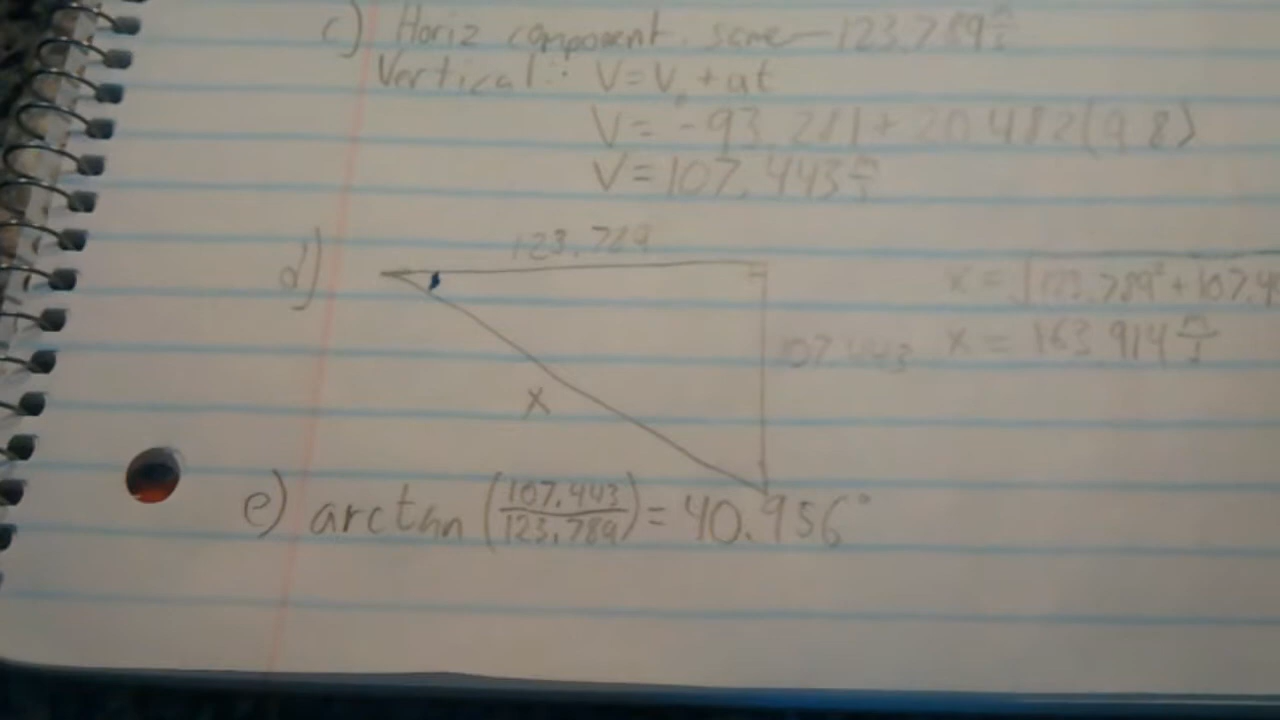 c) Horiz component same - 123.789 m/s
Vertical: V = V₀ + at
V = -93.281 + 20.482(9.8)
V = 107.443 m/s
d) 123.789
x = √123.789² + 107.4
107.443 x = 163.914 m/s
x
e) arctan (107.443/123.789) = 40.956°